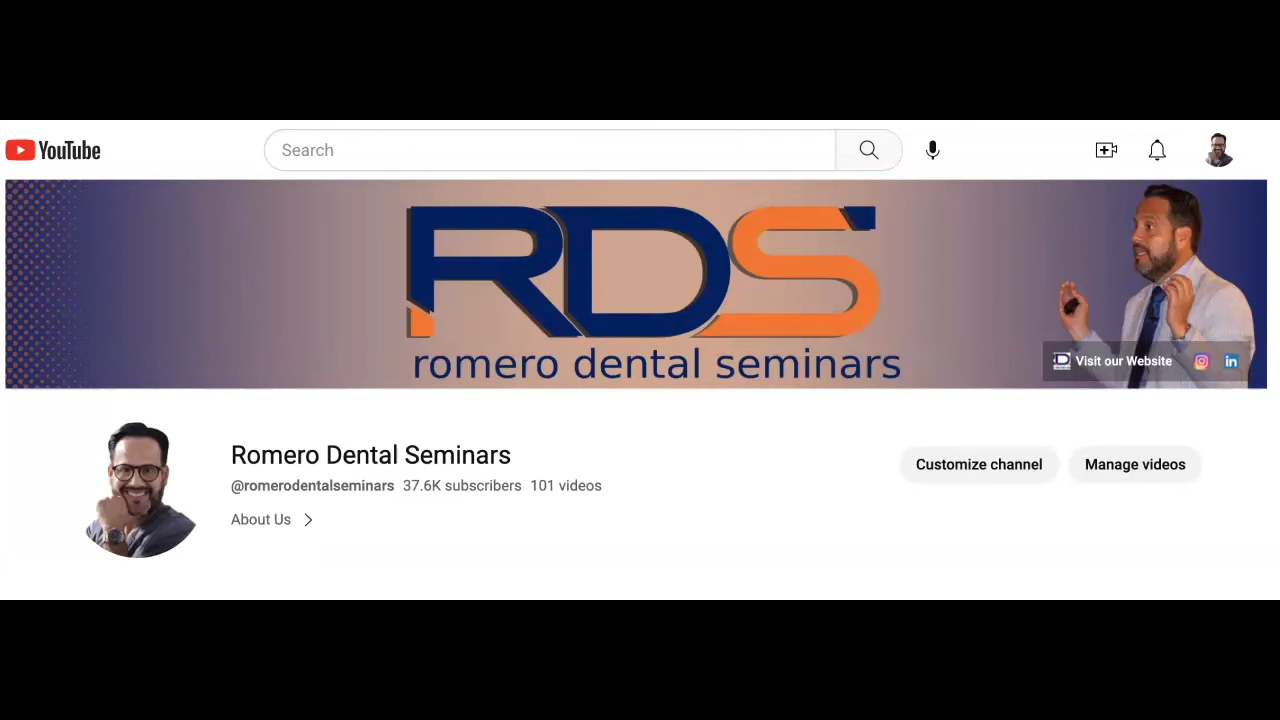 YouTube
Search
RDS
romero dental seminars
Visit our Website
Romero Dental Seminars
@romerodentalseminars 37.6K subscribers 101 videos
Customize channel
Manage videos
About Us